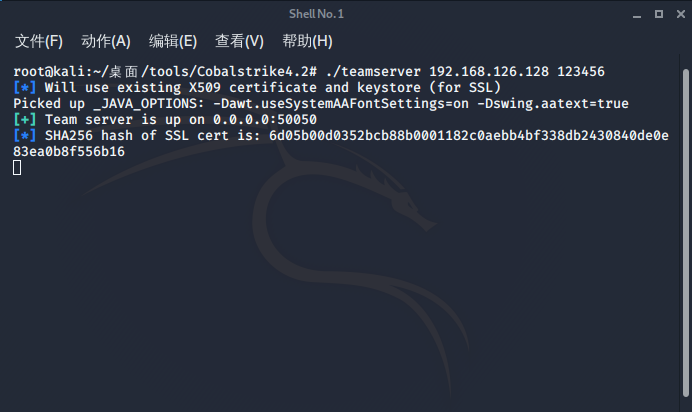 Shell No.1
文件(F) 动作(A) 编辑(E) 查看(V) 帮助(H)
root@kali:~/桌面/tools/Cobalstrike4.2# ./teamserver 192.168.126.128 123456
[*] Will use existing X509 certificate and keystore (for SSL)
Picked up _JAVA_OPTIONS: -Dawt.useSystemAAFontSettings=on -Dswing.aatext=true
[+] Team server is up on 0.0.0.0:50050
[*] SHA256 hash of SSL cert is: 6d05b00d0352bcb88b0001182c0aebb4bf338db2430840de0e
83ea0b8f556b16